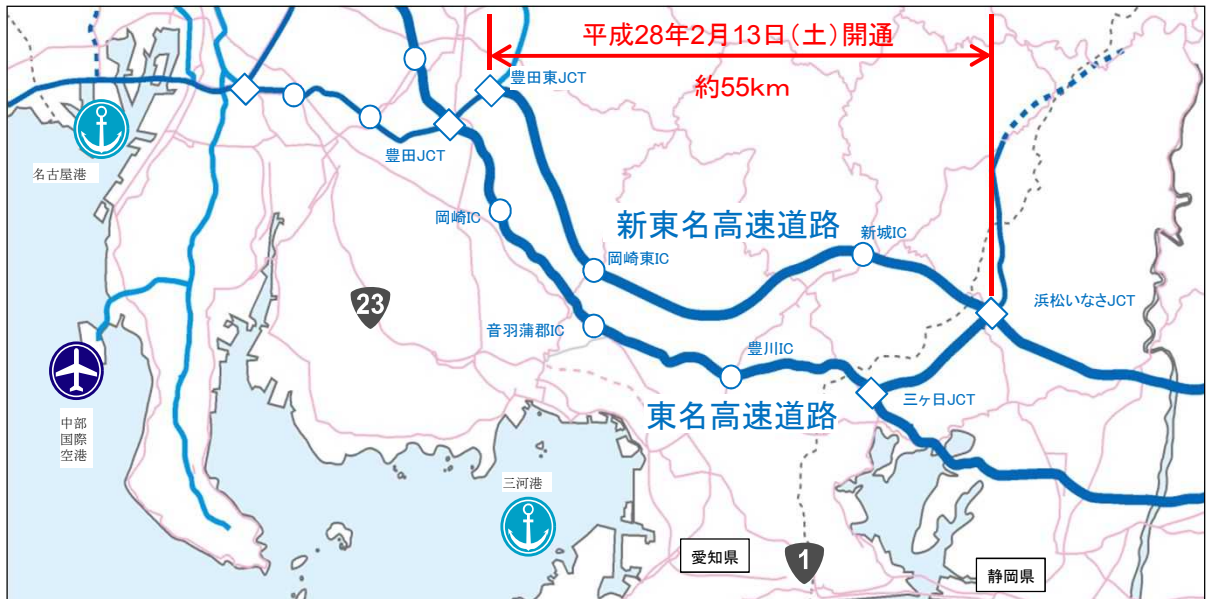 平成28年2月13日(土)開通
約55km
豊田東JCT
豊田JCT
名古屋港
岡崎IC
新東名高速道路
新城IC
岡崎東IC
浜松いなさJCT
23
音羽蒲郡IC
豊川IC
三ヶ日JCT
東名高速道路
中部
国際
空港
三河港
愛知県
1
静岡県